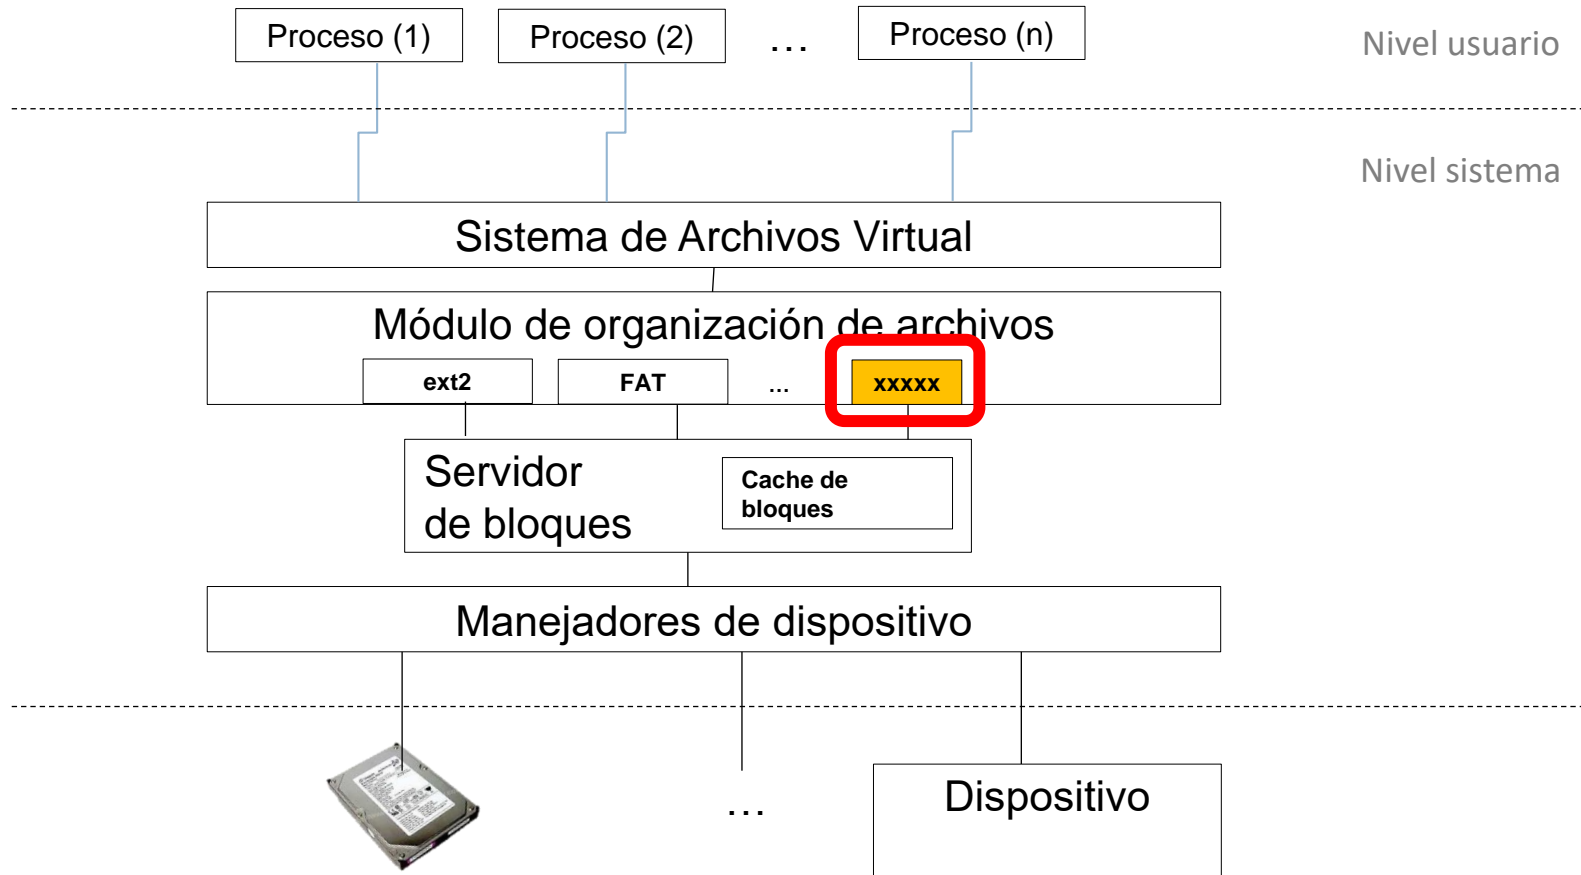 Proceso (1)
Proceso (2)
...
Proceso (n)
Nivel usuario
Nivel sistema
Sistema de Archivos Virtual
Módulo de organización de archivos
ext2
FAT
...
xxxxx
Servidor
de bloques
Cache de
bloques
Manejadores de dispositivo
...
Dispositivo